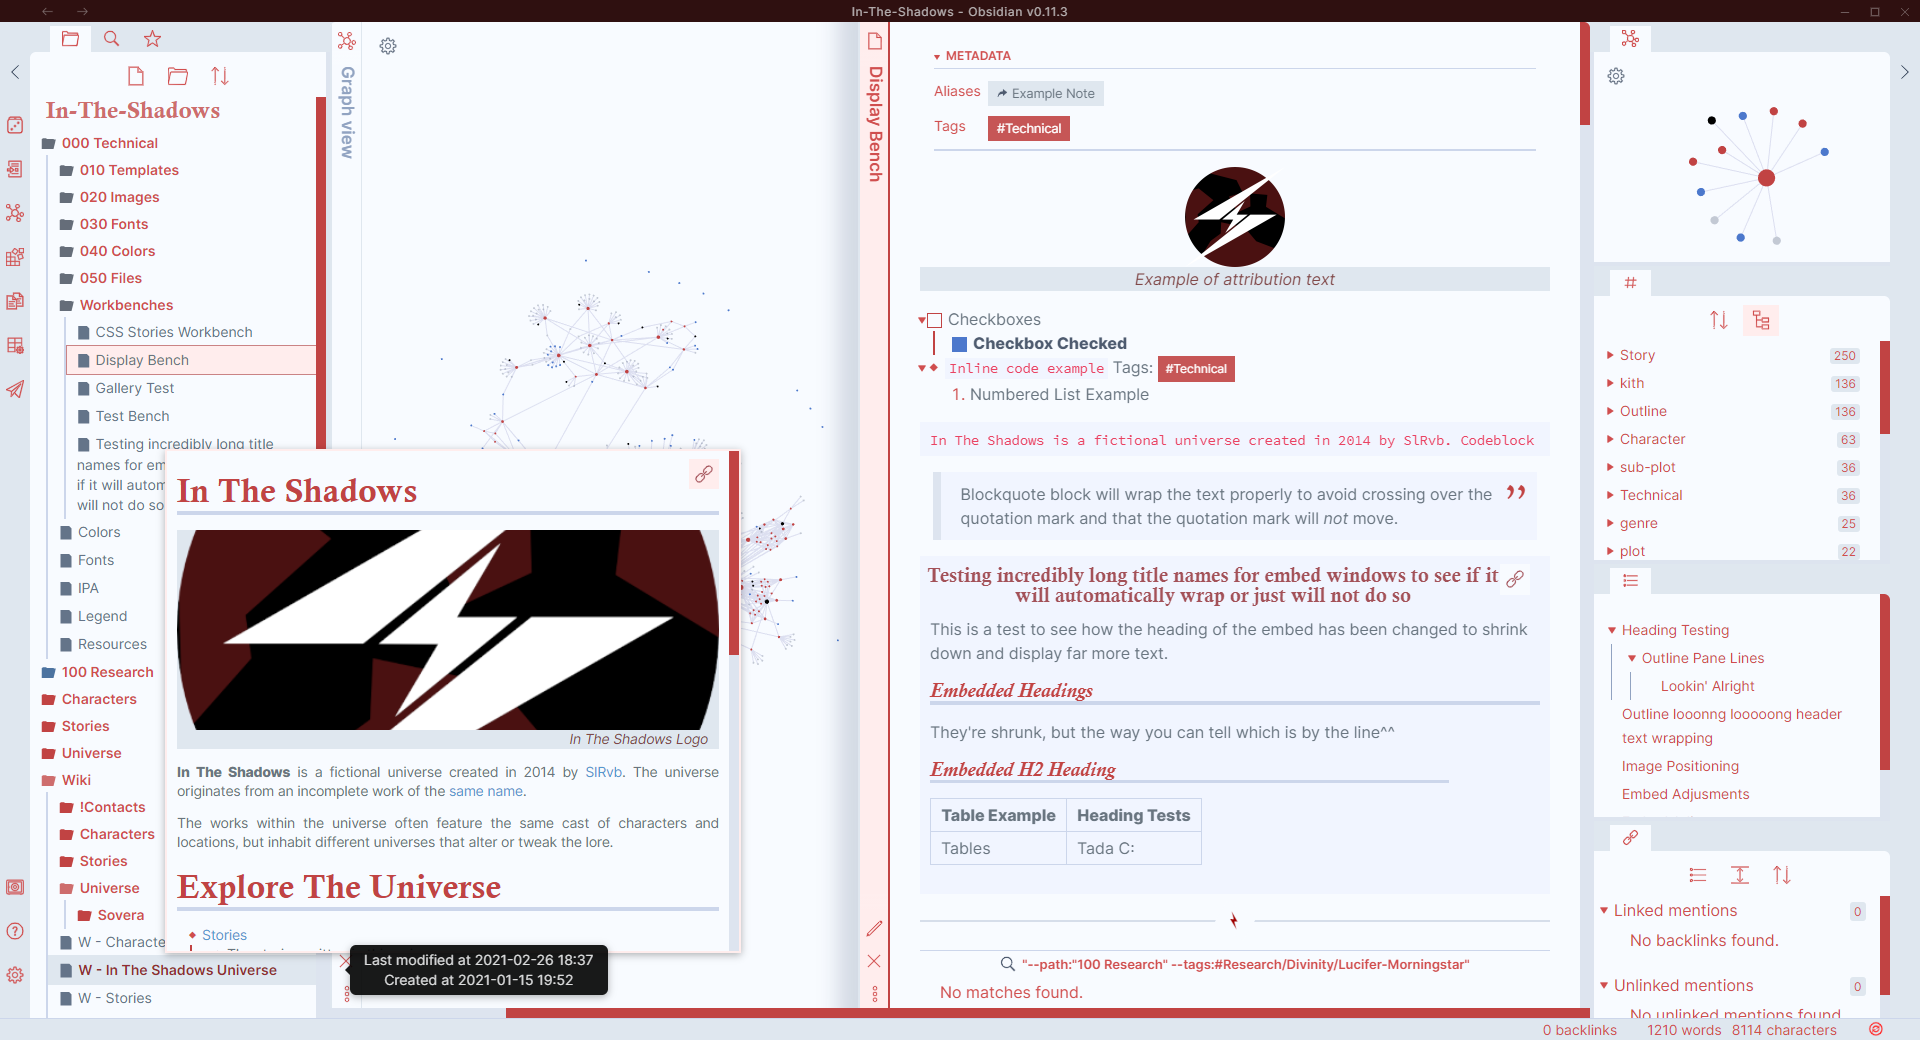 In-The-Shadows - Obsidian v0.11.3
In-The-Shadows
000 Technical
010 Templates
020 Images
030 Fonts
040 Colors
050 Files
Workbenches
CSS Stories Workbench
Display Bench
Gallery Test
Test Bench
Testing incredibly long title
names for em
if it will autom
will not do so
Colors
Fonts
IPA
Legend
Resources
100 Research
Characters
Stories
Universe
Wiki
!Contacts
Characters
Stories
Universe
Sovera
W - Characte
W - In The Shadows Universe
W - Stories
Graph view
In The Shadows
In The Shadows Logo
In The Shadows is a fictional universe created in 2014 by SlRvb. The universe
originates from an incomplete work of the same name.
The works within the universe often feature the same cast of characters and
locations, but inhabit different universes that alter or tweak the lore.
Explore The Universe
Stories
Last modified at 2021-02-26 18:37
Created at 2021-01-15 19:52
Display Bench
METADATA
Aliases Example Note
Tags #Technical
Example of attribution text
Checkboxes
Checkbox Checked
Inline code example Tags: #Technical
1. Numbered List Example
In The Shadows is a fictional universe created in 2014 by SlRvb. Codeblock
Blockquote block will wrap the text properly to avoid crossing over the
quotation mark and that the quotation mark will not move.
Testing incredibly long title names for embed windows to see if it
will automatically wrap or just will not do so
This is a test to see how the heading of the embed has been changed to shrink
down and display far more text.
Embedded Headings
They're shrunk, but the way you can tell which is by the line^^
Embedded H2 Heading
Table Example Heading Tests
Tables Tada C:
"--path:"100 Research" --tags:#Research/Divinity/Lucifer-Morningstar"
No matches found.
#
Story 250
kith 136
Outline 136
Character 63
sub-plot 36
Technical 36
genre 25
plot 22
Heading Testing
Outline Pane Lines
Lookin' Alright
Outline looonng looooong header
text wrapping
Image Positioning
Embed Adjusments
Linked mentions 0
No backlinks found.
Unlinked mentions 0
No unlinked mentions found
0 backlinks 1210 words 8114 characters